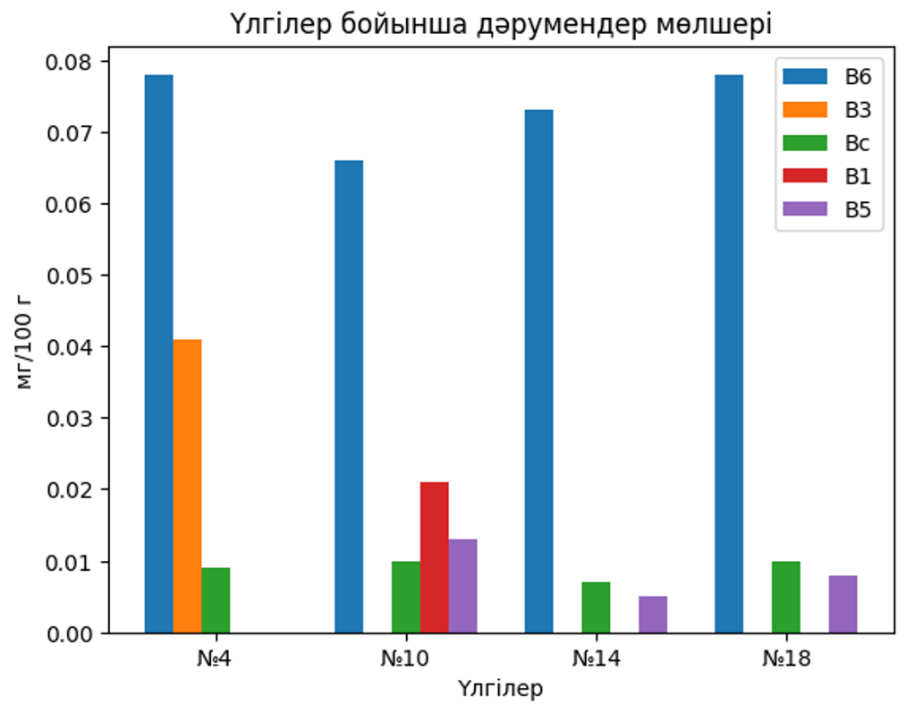 Үлгілер бойынша дәрумендер мөлшері
мг/100 г
0.08
0.07
0.06
0.05
0.04
0.03
0.02
0.01
0.00
B6
B3
Bc
B1
B5
№4 №10 №14 №18
Үлгілер